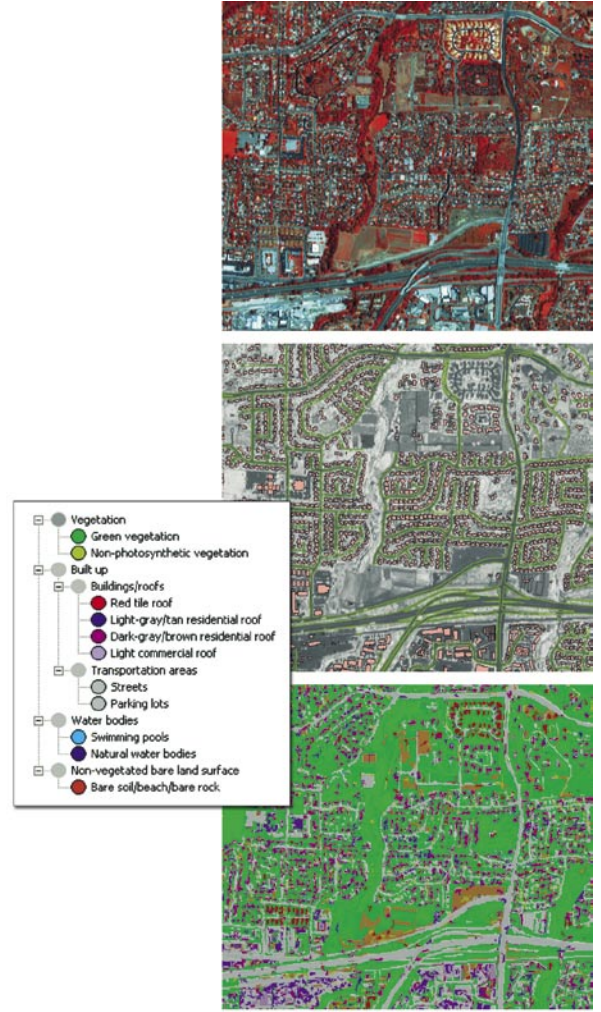 Vegetation
Green vegetation
Non-photosynthetic vegetation
Built up
Buildings/roofs
Red tile roof
Light-gray/tan residential roof
Dark-gray/brown residential roof
Light commercial roof
Transportation areas
Streets
Parking lots
Water bodies
Swimming pools
Natural water bodies
Non-vegetated bare land surface
Bare soil/beach/bare rock